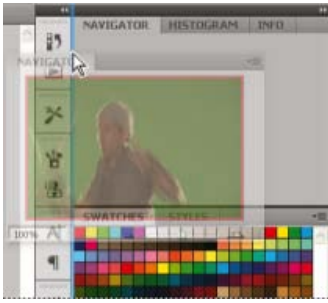 NAVIGATOR HISTOGRAM INFO
NAVIGATOR
SWATCHES STYLES
100%